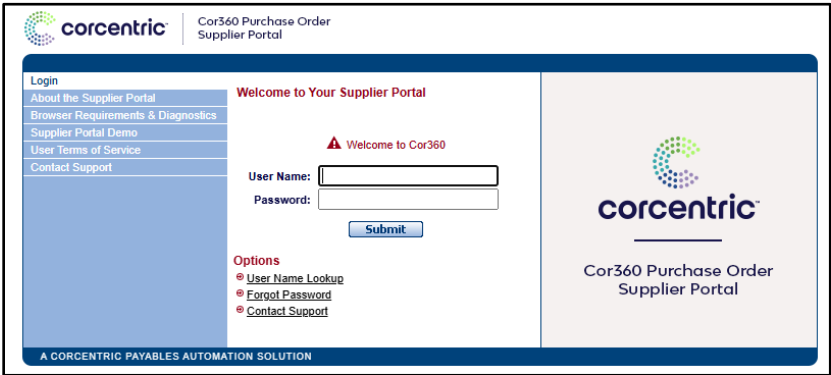 corcentric
Cor360 Purchase Order
Supplier Portal
Login
About the Supplier Portal
Browser Requirements & Diagnostics
Supplier Portal Demo
User Terms of Service
Contact Support
Welcome to Your Supplier Portal
Welcome to Cor360
User Name:
Password:
Submit
Options
User Name Lookup
Forgot Password
Contact Support
corcentric
Cor360 Purchase Order
Supplier Portal
A CORCENTRIC PAYABLES AUTOMATION SOLUTION